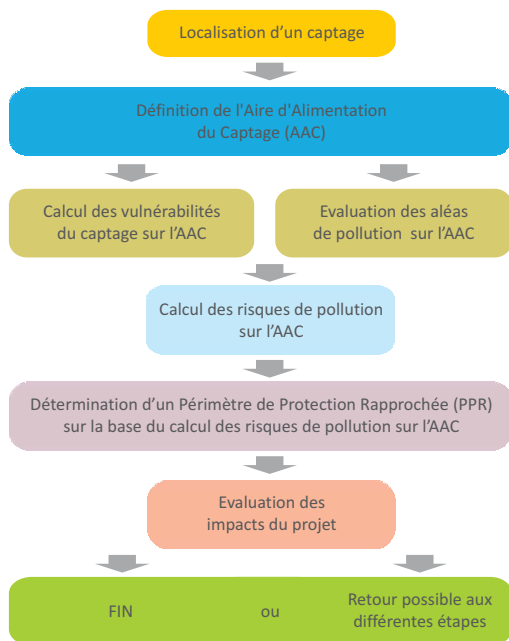 Localisation d’un captage
Définition de l'Aire d'Alimentation
du Captage (AAC)
Calcul des vulnérabilités
du captage sur l’AAC
Evaluation des aléas
de pollution sur l’AAC
Calcul des risques de pollution
sur l’AAC
Détermination d’un Périmètre de Protection Rapprochée (PPR)
sur la base du calcul des risques de pollution sur l’AAC
Evaluation des
impacts du projet
FIN
ou
Retour possible aux
différentes étapes